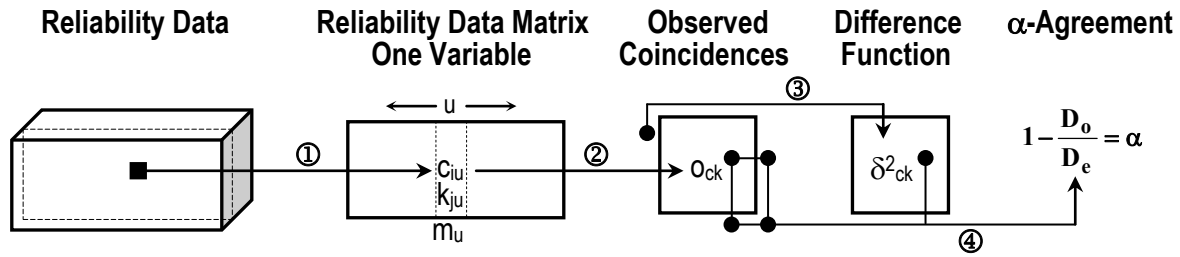 Reliability Data
Reliability Data Matrix
One Variable
Observed
Coincidences
Difference
Function
α-Agreement
u
①
c_iu
k_ju
m_u
②
o_ck
③
δ²_ck
④
1 − D_o / D_e = α